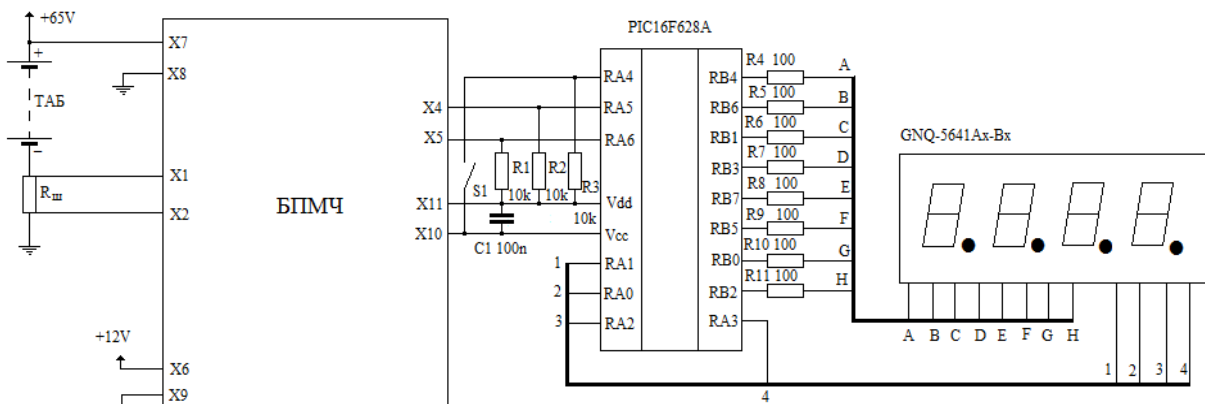 +65V
PIC16F628A
X7
+
X8
ТАБ
−
X1
Rш
X2
БПМЧ
X4
X5
X11
X10
R1
R2
R3
S1
10k
10k
10k
C1 100n
RA4
RA5
RA6
Vdd
Vcc
RA1
RA0
RA2
1
2
3
RB4
RB6
RB1
RB3
RB7
RB5
RB0
RB2
RA3
R4 100
R5 100
R6 100
R7 100
R8 100
R9 100
R10 100
R11 100
A
B
C
D
E
F
G
H
GNQ-5641Ax-Bx
A B C D E F G H
1 2 3 4
4
+12V
X6
X9